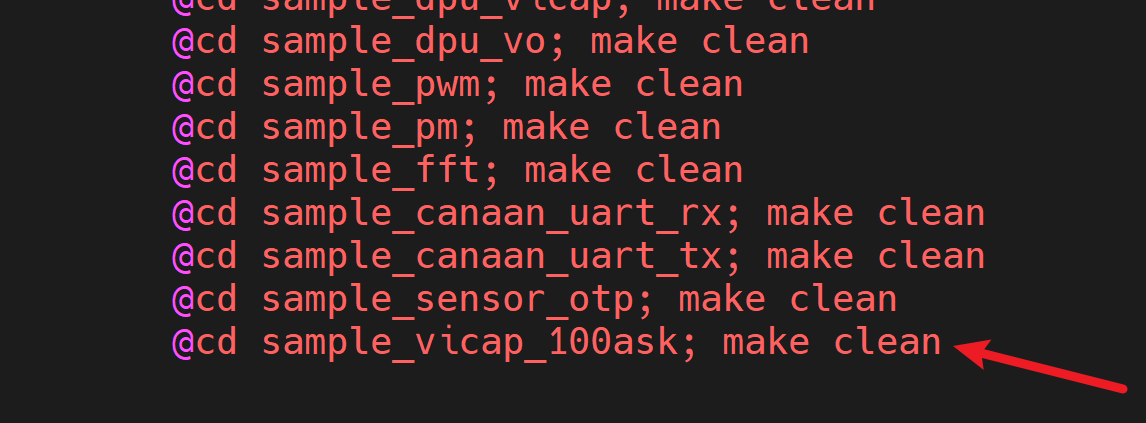 @cd sample_dpu_vicap; make clean
@cd sample_dpu_vo; make clean
@cd sample_pwm; make clean
@cd sample_pm; make clean
@cd sample_fft; make clean
@cd sample_canaan_uart_rx; make clean
@cd sample_canaan_uart_tx; make clean
@cd sample_sensor_otp; make clean
@cd sample_vicap_100ask; make clean